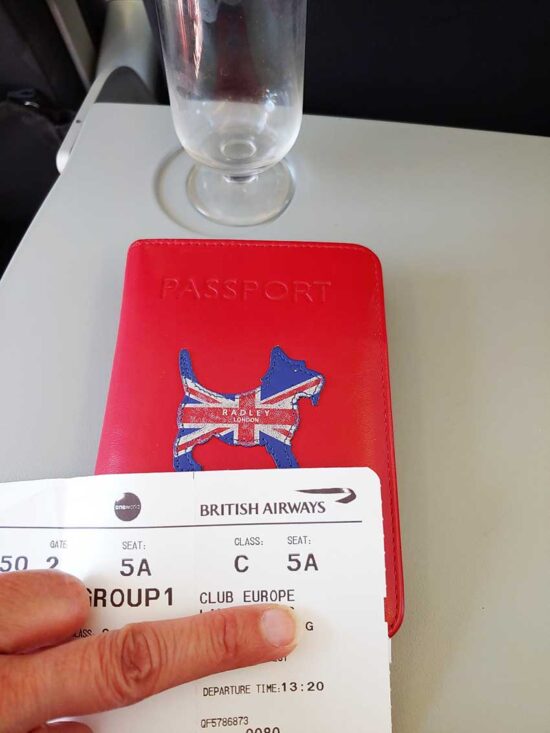 PASSPORT
RADLEY
LONDON
oneworld
BRITISH AIRWAYS
GATE SEAT: CLASS: SEAT:
50 2 5A C 5A
GROUP1 CLUB EUROPE
G
DEPARTURE TIME:13:20
QF5786873